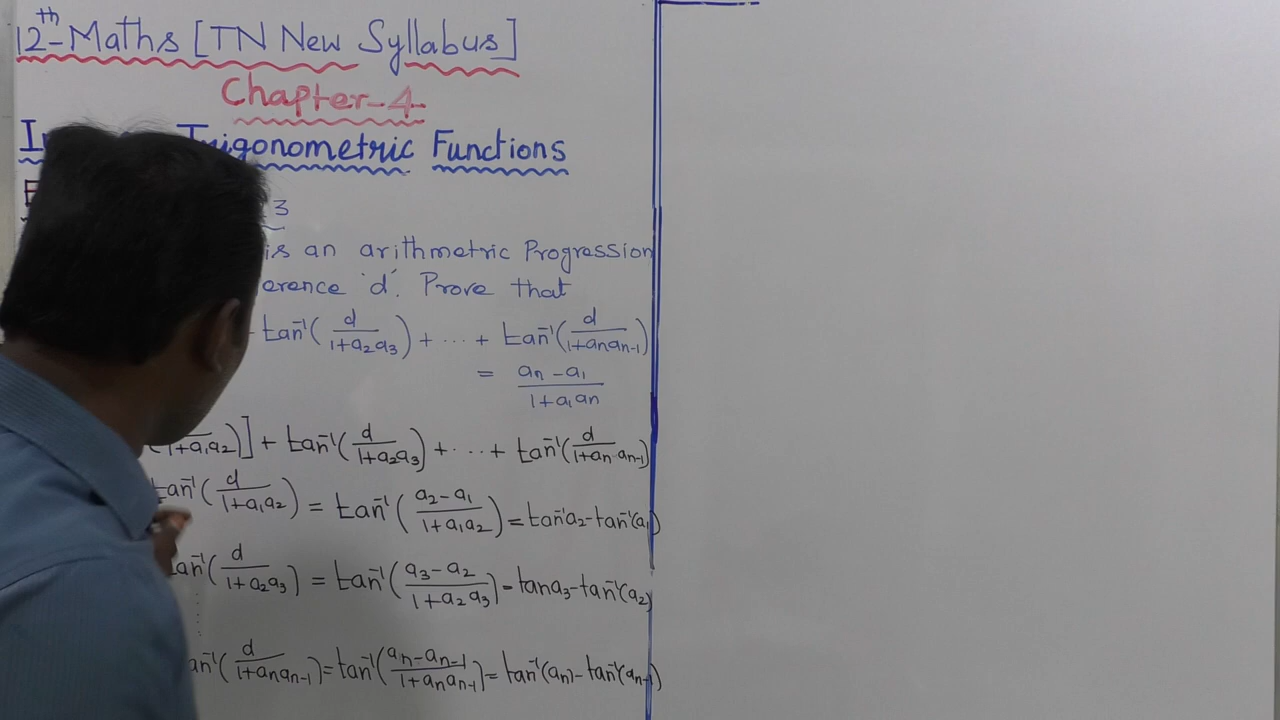 12th-Maths [TN New Syllabus]
Chapter-4
Trigonometric Functions
3
is an arithmetric Progression
erence 'd'. Prove that
tan⁻¹(d/1+a₂a₃) + ... + tan⁻¹(d/1+aₙaₙ₋₁)
= aₙ-a₁/1+a₁aₙ
(/1+a₁a₂)] + tan⁻¹(d/1+a₂a₃) + ... + tan⁻¹(d/1+aₙ.aₙ₋₁)
tan⁻¹(d/1+a₁a₂) = tan⁻¹(a₂-a₁/1+a₁a₂) = tan⁻¹a₂-tan⁻¹(a₁)
tan⁻¹(d/1+a₂a₃) = tan⁻¹(a₃-a₂/1+a₂a₃) = tana₃-tan⁻¹(a₂)
an⁻¹(d/1+aₙaₙ₋₁) = tan⁻¹(aₙ-aₙ₋₁/1+aₙaₙ₋₁) = tan⁻¹(aₙ)-tan⁻¹(aₙ₋₁)